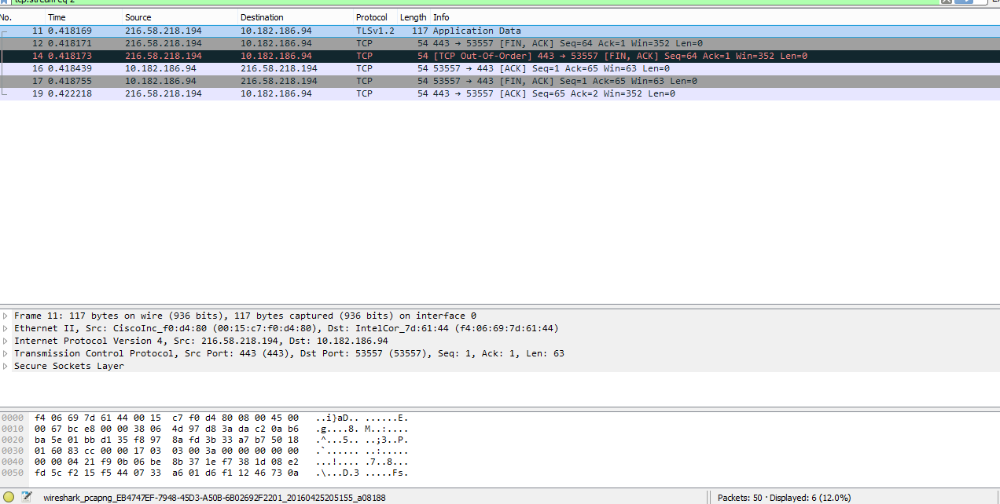 No. Time Source Destination Protocol Length Info
11 0.418169 216.58.218.194 10.182.186.94 TLSv1.2 117 Application Data
12 0.418171 216.58.218.194 10.182.186.94 TCP 54 443 → 53557 [FIN, ACK] Seq=64 Ack=1 Win=352 Len=0
14 0.418173 216.58.218.194 10.182.186.94 TCP 54 [TCP Out-Of-Order] 443 → 53557 [FIN, ACK] Seq=64 Ack=1 Win=352 Len=0
16 0.418439 10.182.186.94 216.58.218.194 TCP 54 53557 → 443 [ACK] Seq=1 Ack=65 Win=63 Len=0
17 0.418755 10.182.186.94 216.58.218.194 TCP 54 53557 → 443 [FIN, ACK] Seq=1 Ack=65 Win=63 Len=0
19 0.422218 216.58.218.194 10.182.186.94 TCP 54 443 → 53557 [ACK] Seq=65 Ack=2 Win=352 Len=0
Frame 11: 117 bytes on wire (936 bits), 117 bytes captured (936 bits) on interface 0
Ethernet II, Src: CiscoInc_f0:d4:80 (00:15:c7:f0:d4:80), Dst: IntelCor_7d:61:44 (f4:06:69:7d:61:44)
Internet Protocol Version 4, Src: 216.58.218.194, Dst: 10.182.186.94
Transmission Control Protocol, Src Port: 443 (443), Dst Port: 53557 (53557), Seq: 1, Ack: 1, Len: 63
Secure Sockets Layer
0000 f4 06 69 7d 61 44 00 15 c7 f0 d4 80 08 00 45 00 ..i}aD.. ......E.
0010 00 67 bc e8 00 00 38 06 4d 97 d8 3a da c2 0a b6 .g....8. M..:....
0020 ba 5e 01 bb d1 35 f8 97 8a fd 3b 33 a7 b7 50 18 .^...5.. ..;3..P.
0030 01 60 83 cc 00 00 17 03 03 00 3a 00 00 00 00 00 .`...... ..:.....
0040 00 00 04 21 f9 0b 06 be 8b 37 1e f7 38 1d 08 e2 ...!.... .7..8...
0050 fd 5c f2 15 f5 44 07 33 a6 01 d6 f1 12 46 73 0a .\...D.3 .....Fs.
wireshark_pcapng_EB4747EF-7948-45D3-A50B-6B02692F2201_20160425205155_a08188 Packets: 50 · Displayed: 6 (12.0%)